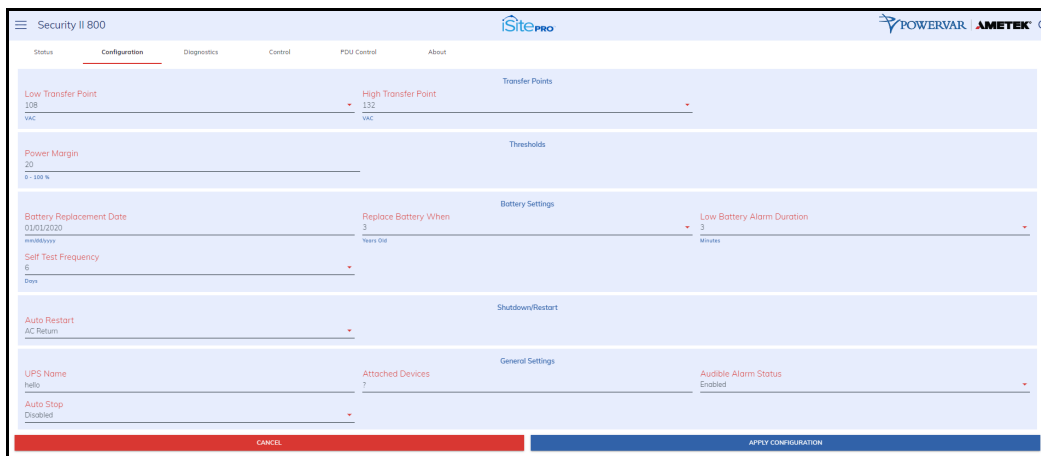 Security II 800
iSite PRO
POWERVAR | AMETEK®
Status Configuration Diagnostics Control PDU Control About
Transfer Points
Low Transfer Point High Transfer Point
108 132
VAC VAC
Thresholds
Power Margin
20
0 - 100 %
Battery Settings
Battery Replacement Date Replace Battery When Low Battery Alarm Duration
01/01/2020 3 3
mm/dd/yyyy Years Old Minutes
Self Test Frequency
6
Days
Shutdown/Restart
Auto Restart
AC Return
General Settings
UPS Name Attached Devices Audible Alarm Status
hello ? Enabled
Auto Stop
Disabled
CANCEL APPLY CONFIGURATION